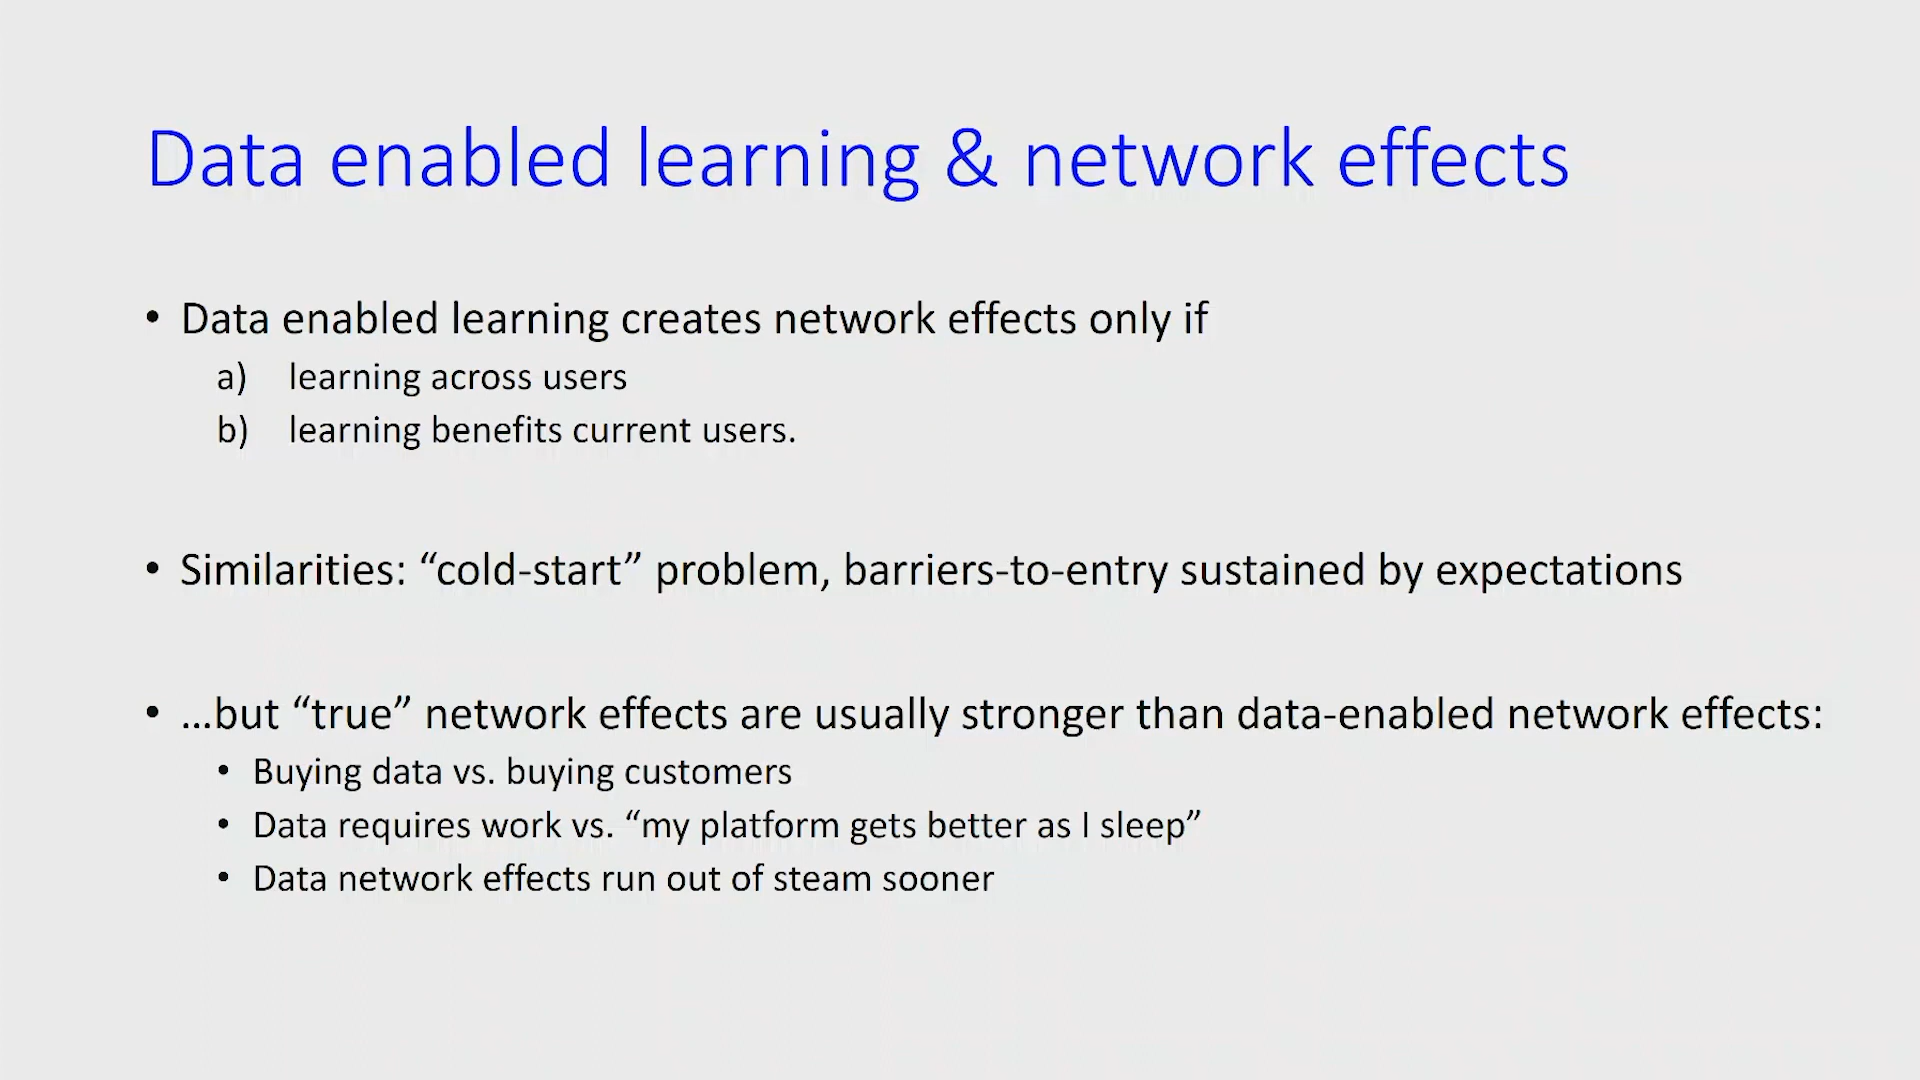 Data enabled learning & network effects
• Data enabled learning creates network effects only if
a) learning across users
b) learning benefits current users.
• Similarities: “cold-start” problem, barriers-to-entry sustained by expectations
• …but “true” network effects are usually stronger than data-enabled network effects:
• Buying data vs. buying customers
• Data requires work vs. “my platform gets better as I sleep”
• Data network effects run out of steam sooner